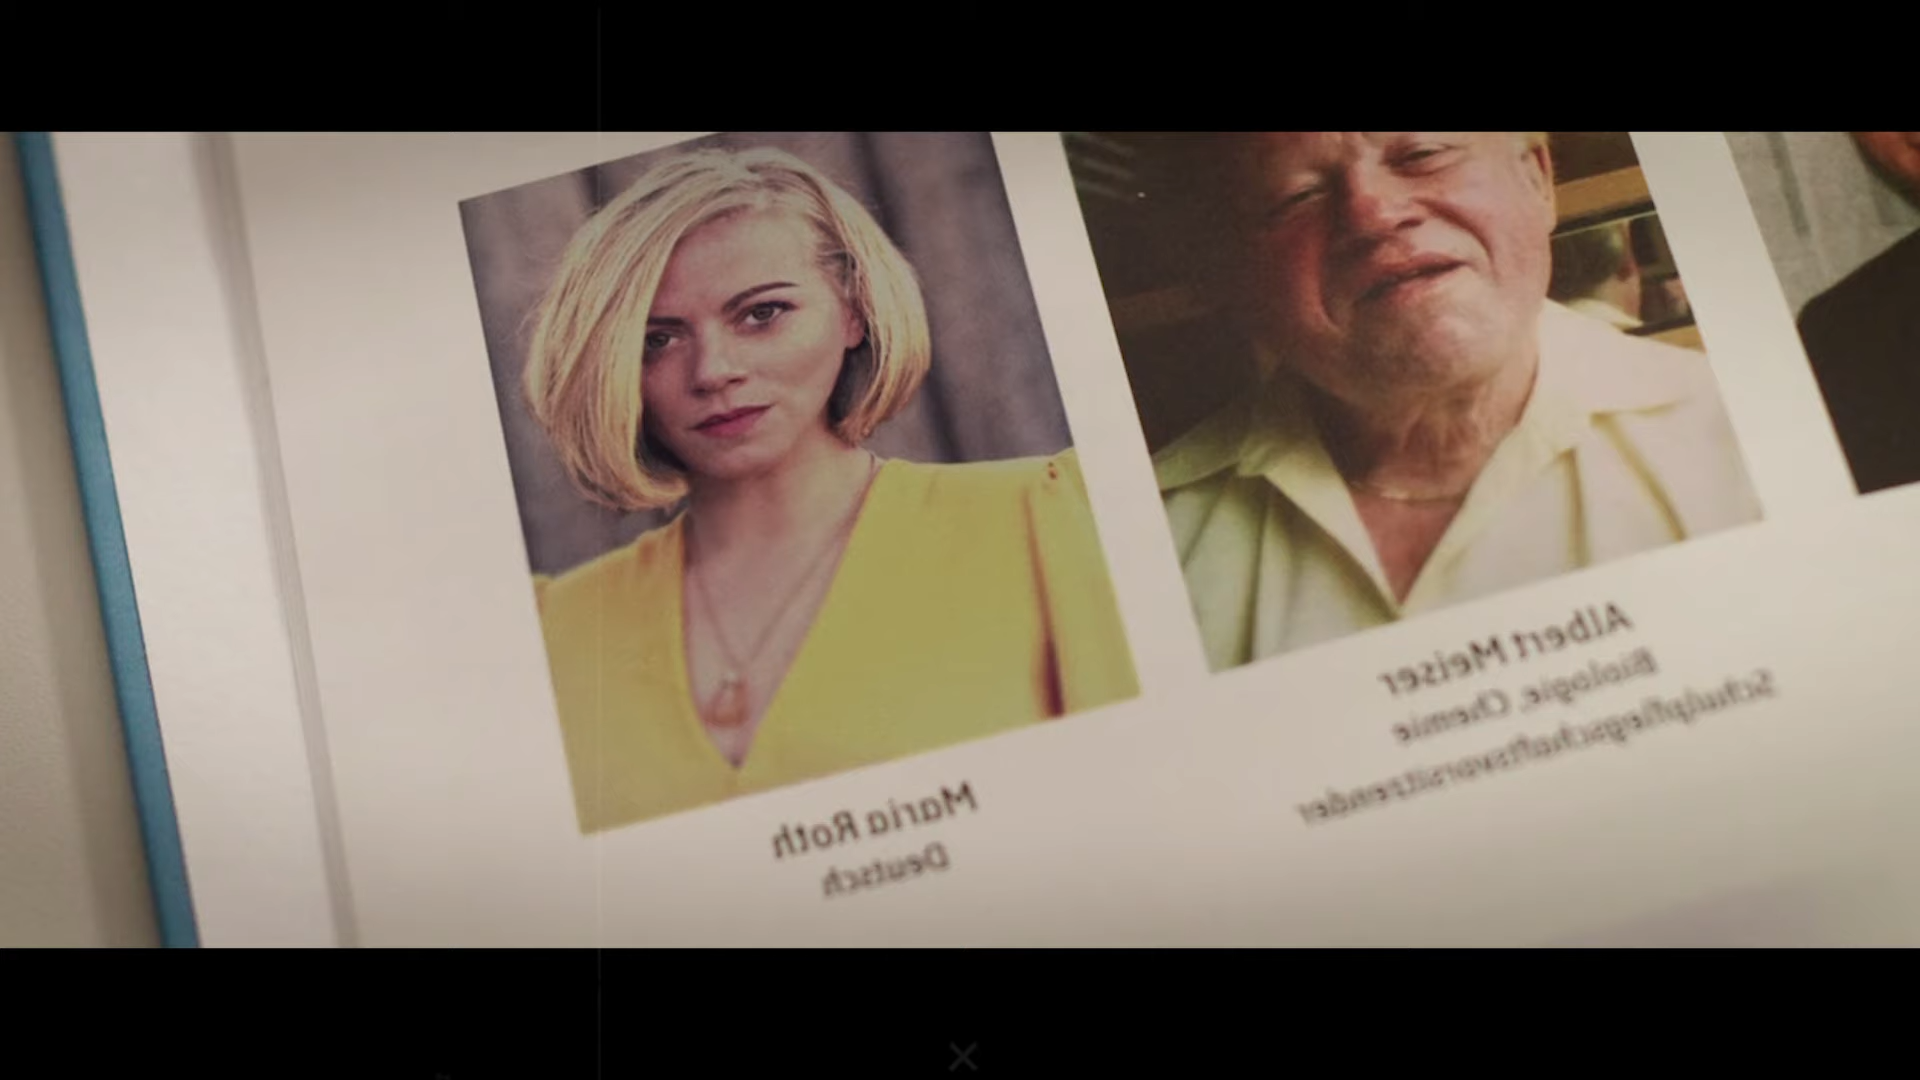 Maria Roth
Deutsch
Albert Meiser
Biologie, Chemie
Schulpflegschaftsvorsitzender